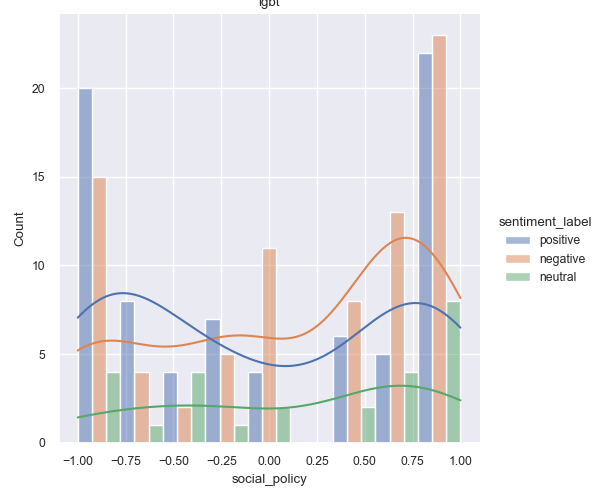 lgbt
20
15
10
5
0
Count
−1.00 −0.75 −0.50 −0.25 0.00 0.25 0.50 0.75 1.00
social_policy
sentiment_label
positive
negative
neutral